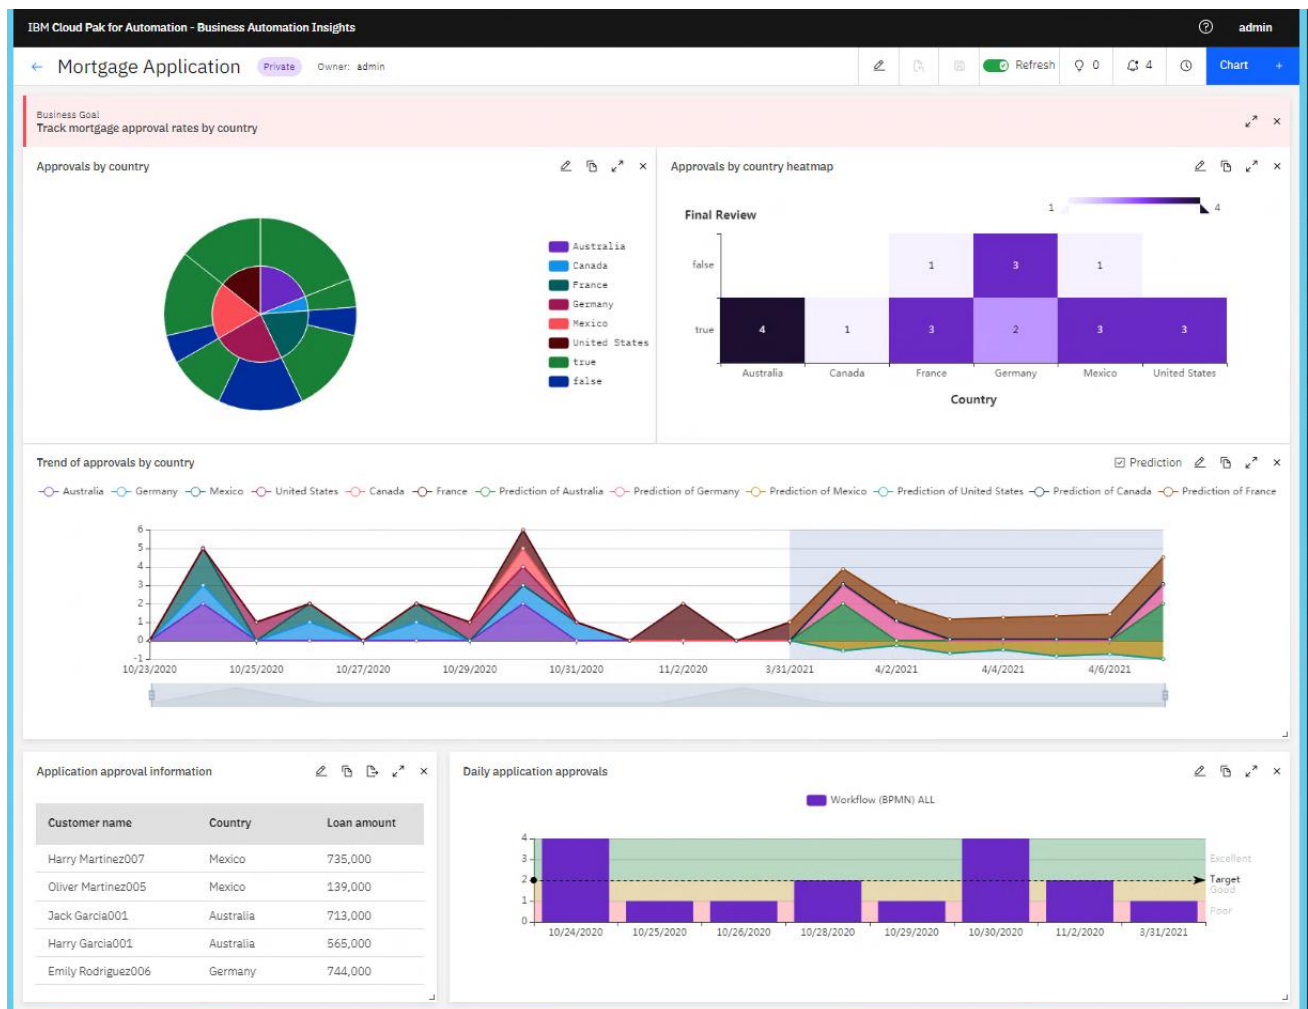 IBM Cloud Pak for Automation - Business Automation Insights
admin
Mortgage Application Private Owner: admin
Refresh 0 4 Chart +
Business Goal
Track mortgage approval rates by country
Approvals by country
Australia
Canada
France
Germany
Mexico
United States
true
false
Approvals by country heatmap
1 4
Final Review
false 1 3 1
true 4 1 3 2 3 3
Australia Canada France Germany Mexico United States
Country
Trend of approvals by country
Prediction
Australia Germany Mexico United States Canada France Prediction of Australia Prediction of Germany Prediction of Mexico Prediction of United States Prediction of Canada Prediction of France
6
5
4
3
2
1
0
-1
10/23/2020 10/25/2020 10/27/2020 10/29/2020 10/31/2020 11/2/2020 3/31/2021 4/2/2021 4/4/2021 4/6/2021
Application approval information
Customer name Country Loan amount
Harry Martinez007 Mexico 735,000
Oliver Martinez005 Mexico 139,000
Jack Garcia001 Australia 713,000
Harry Garcia001 Australia 565,000
Emily Rodriguez006 Germany 744,000
Daily application approvals
Workflow (BPMN) ALL
4
3
2
1
0
Excellent
Target
Good
Poor
10/24/2020 10/25/2020 10/26/2020 10/28/2020 10/29/2020 10/30/2020 11/2/2020 3/31/2021